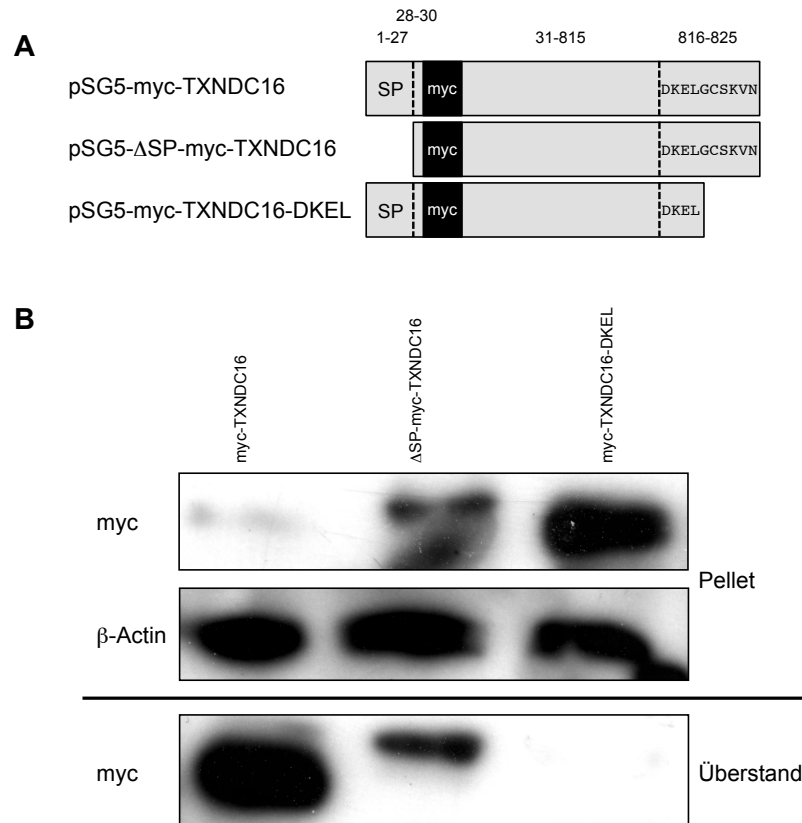 A
28-30
1-27 31-815 816-825
pSG5-myc-TXNDC16 SP myc DKELGCSKVN
pSG5-ΔSP-myc-TXNDC16 myc DKELGCSKVN
pSG5-myc-TXNDC16-DKEL SP myc DKEL
B
myc-TXNDC16
ΔSP-myc-TXNDC16
myc-TXNDC16-DKEL
myc
Pellet
β-Actin
myc Überstand